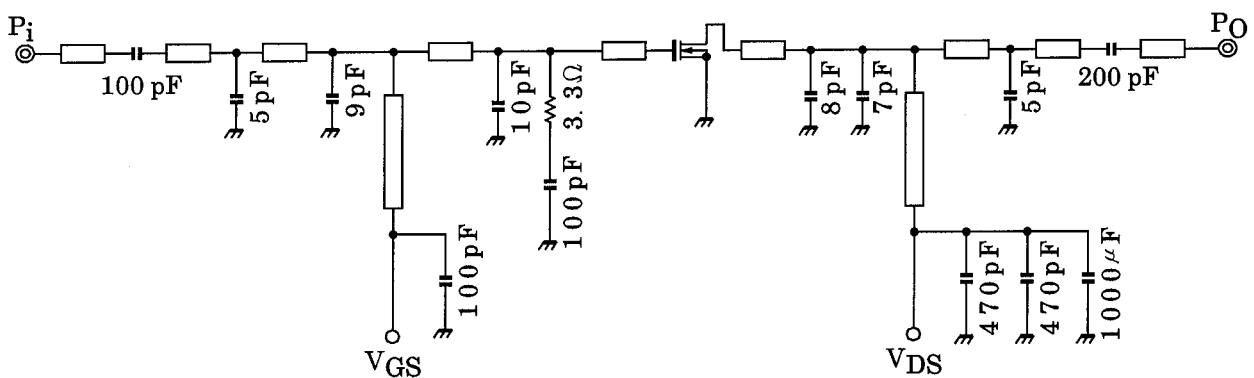 Pi
100 pF
5pF
9pF
VGS
100pF
10pF
3.3Ω
100pF
8pF
7pF
VDS
470pF
470pF
1000μF
5pF
200 pF
PO